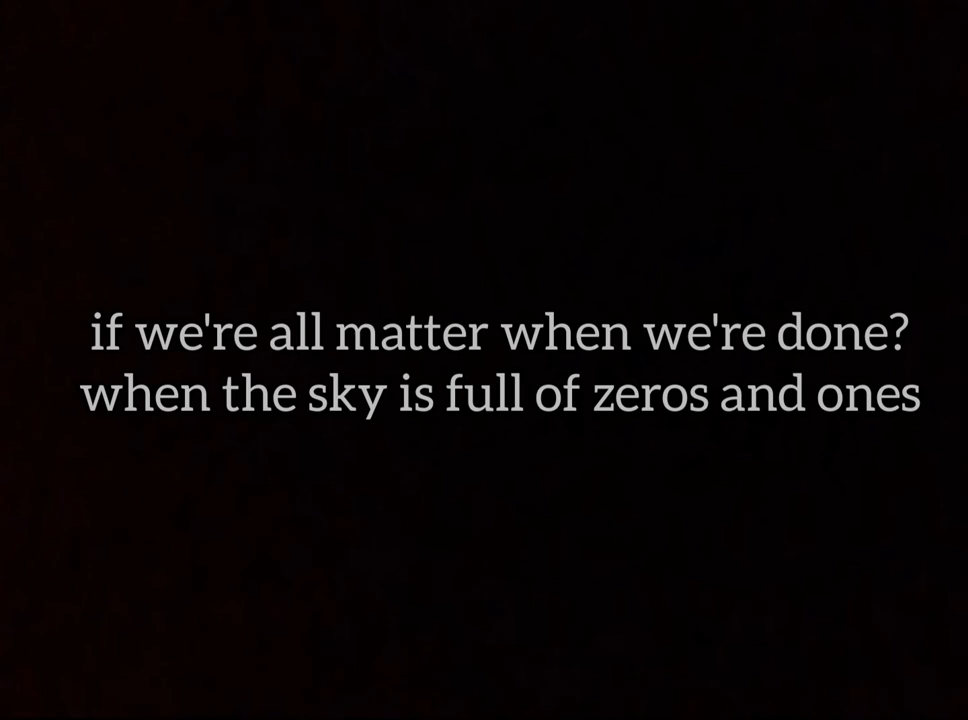 if we're all matter when we're done?
when the sky is full of zeros and ones